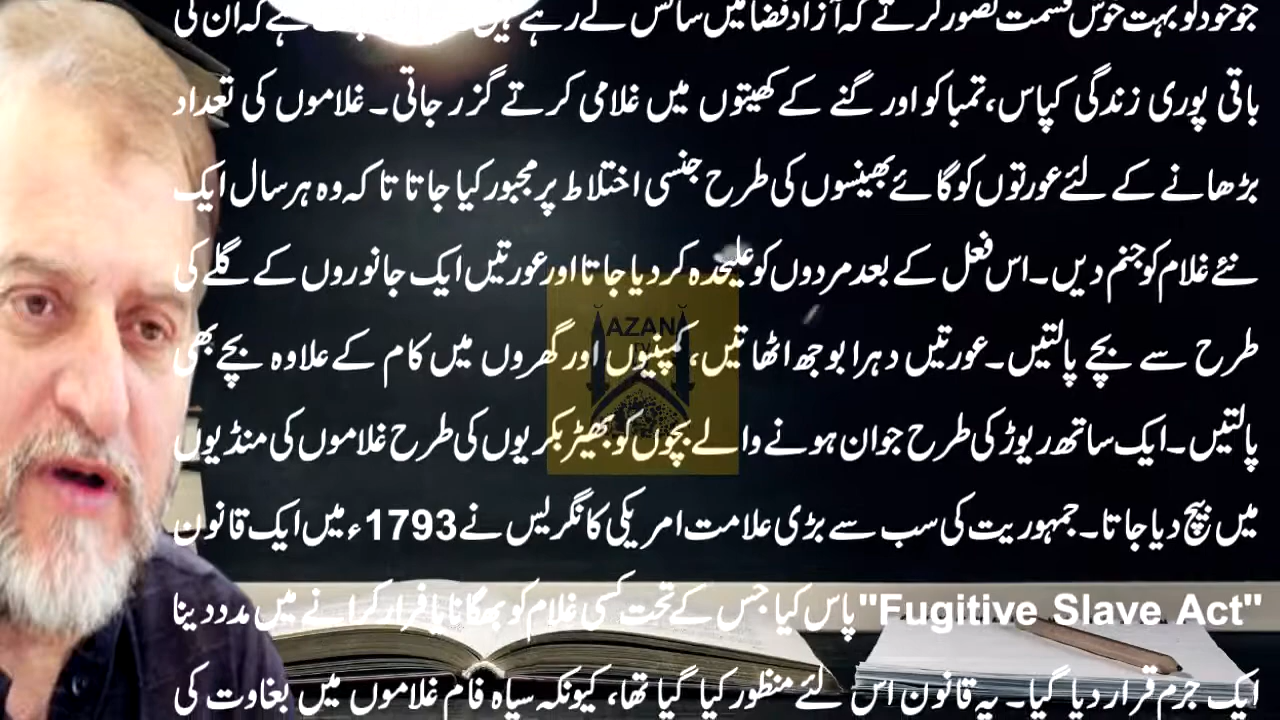 جو خود کو بہت خوش قسمت تصور کرتے کہ آزاد فضا میں سانس لے رہے ہیں ہے کہ ان کی
باقی پوری زندگی کپاس، تمباکو اور گنے کے کھیتوں میں غلامی کرتے گزر جاتی۔ غلاموں کی تعداد
بڑھانے کے لئے عورتوں کو گائے بھینسوں کی طرح جنسی اختلاط پر مجبور کیا جاتا تا کہ وہ ہر سال ایک
نئے غلام کو جنم دیں۔ اس فعل کے بعد مردوں کو علیحدہ کر دیا جاتا اور عورتیں ایک جانوروں کے گلے کی
طرح سے بچے پالتیں۔ عورتیں دہرا بوجھ اٹھاتیں، کمپنیوں اور گھروں میں کام کے علاوہ بچے بھی
پالتیں۔ ایک ساتھ ریوڑ کی طرح جوان ہونے والے بچوں کو بھیڑ بکریوں کی طرح غلاموں کی منڈیوں
میں بیچ دیا جاتا۔ جمہوریت کی سب سے بڑی علامت امریکی کانگریس نے 1793ء میں ایک قانون
"Fugitive Slave Act" پاس کیا جس کے تحت کسی غلام کو بھگانا یا فرار کرانے میں مدد دینا
ایک جرم قرار دیا گیا۔ یہ قانون اس لئے منظور کیا گیا تھا، کیونکہ سیاہ فام غلاموں میں بغاوت کی
AZAN
TV